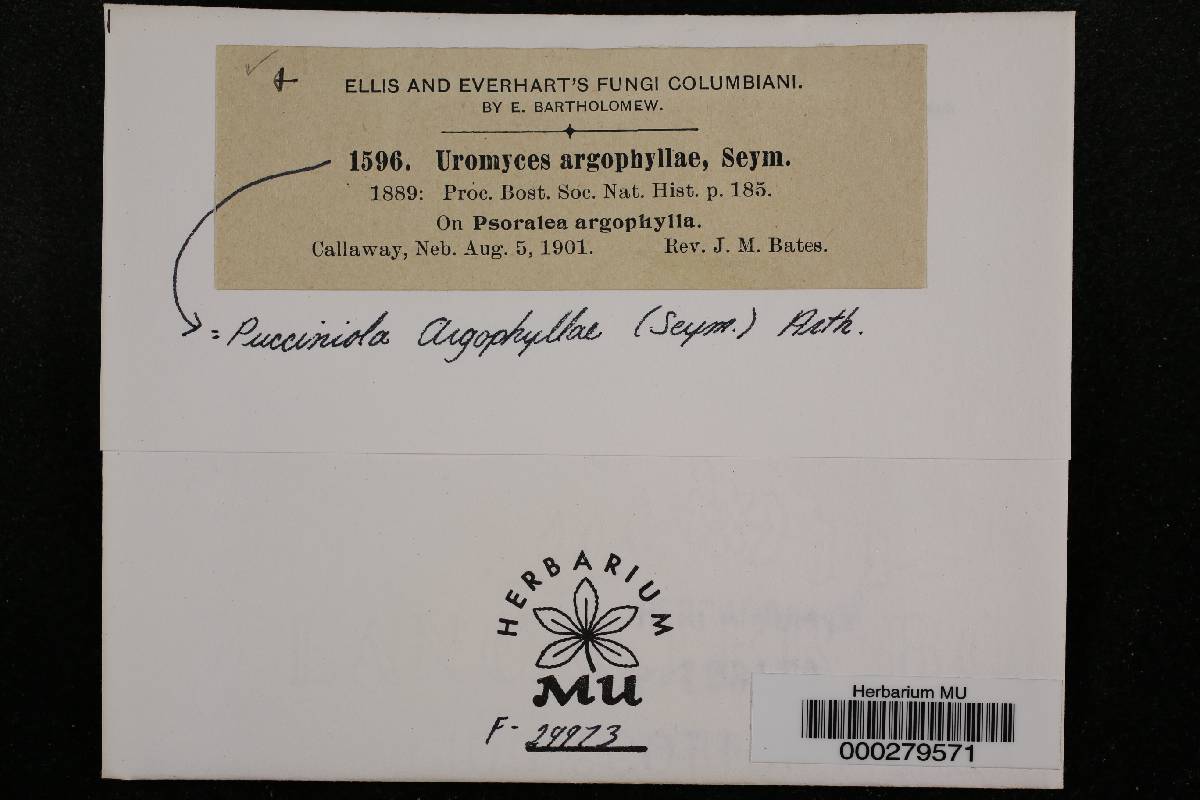 ELLIS AND EVERHART'S FUNGI COLUMBIANI.
BY E. BARTHOLOMEW.
1596. Uromyces argophyllae, Seym.
1889: Proc. Bost. Soc. Nat. Hist. p. 185.
On Psoralea argophylla.
Callaway, Neb. Aug. 5, 1901. Rev. J. M. Bates.
= Pucciniola Argophyllae (Seym.) Arth.
HERBARIUM
MU
F- 29973
Herbarium MU
000279571